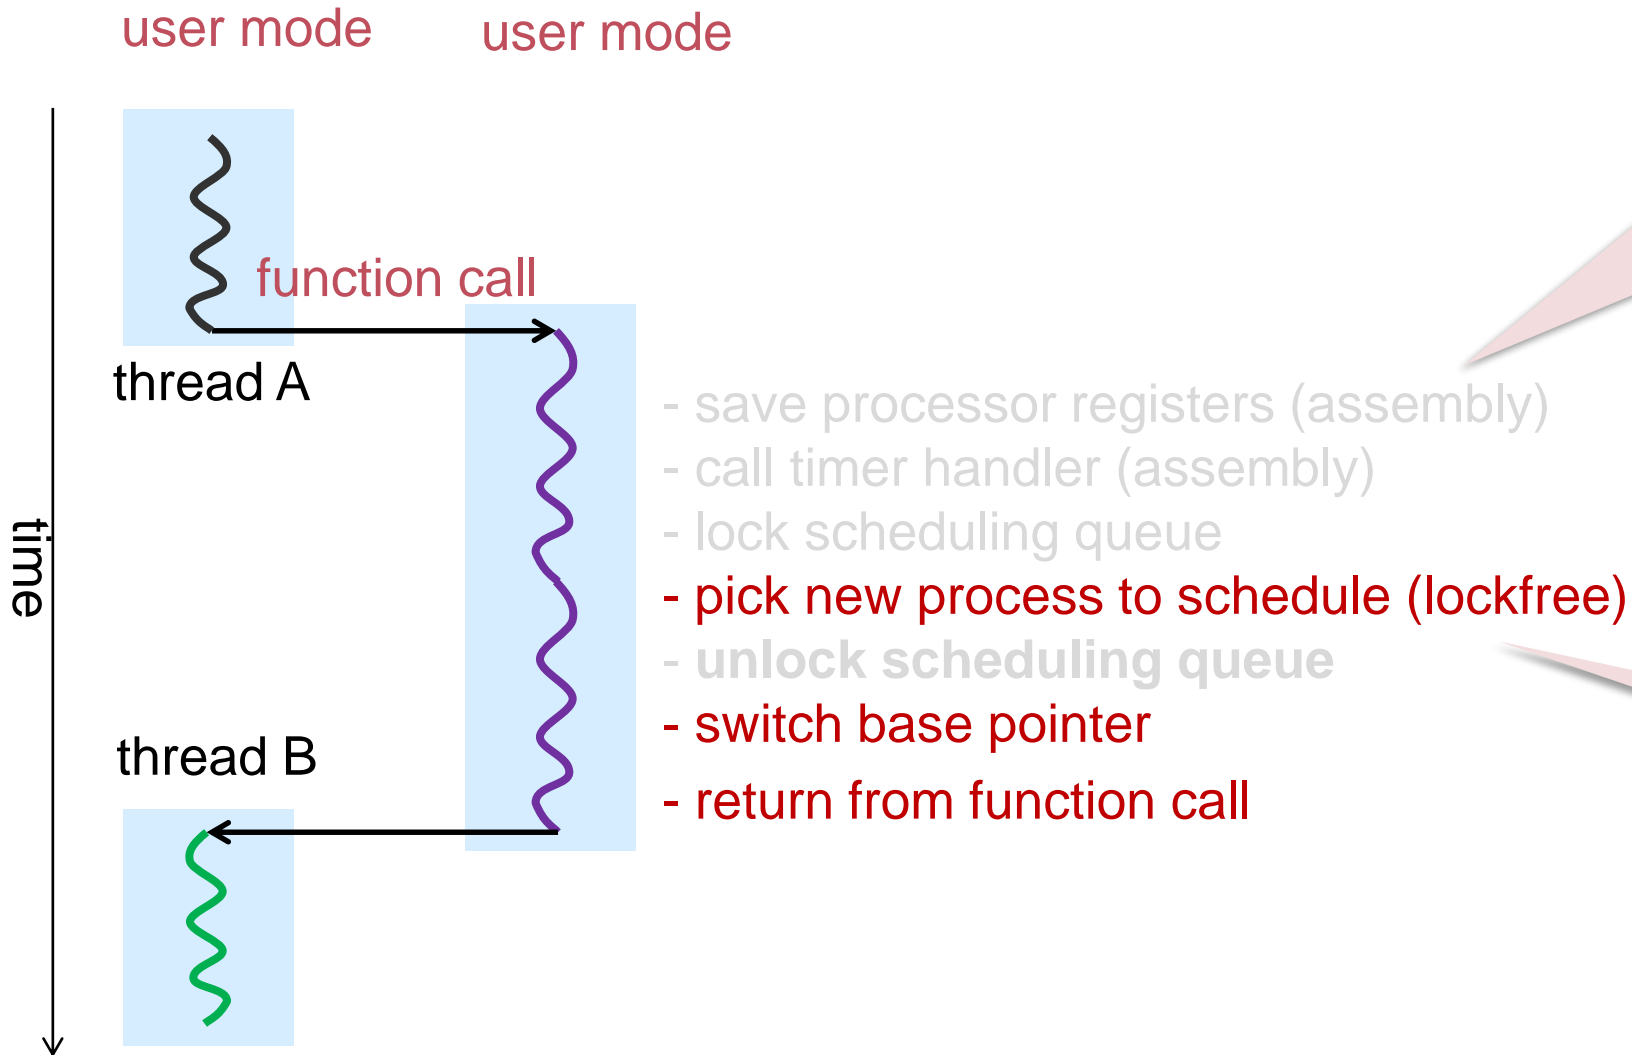 user mode
user mode
function call
thread A
- save processor registers (assembly)
- call timer handler (assembly)
- lock scheduling queue
time
- pick new process to schedule (lockfree)
- unlock scheduling queue
- switch base pointer
thread B
- return from function call